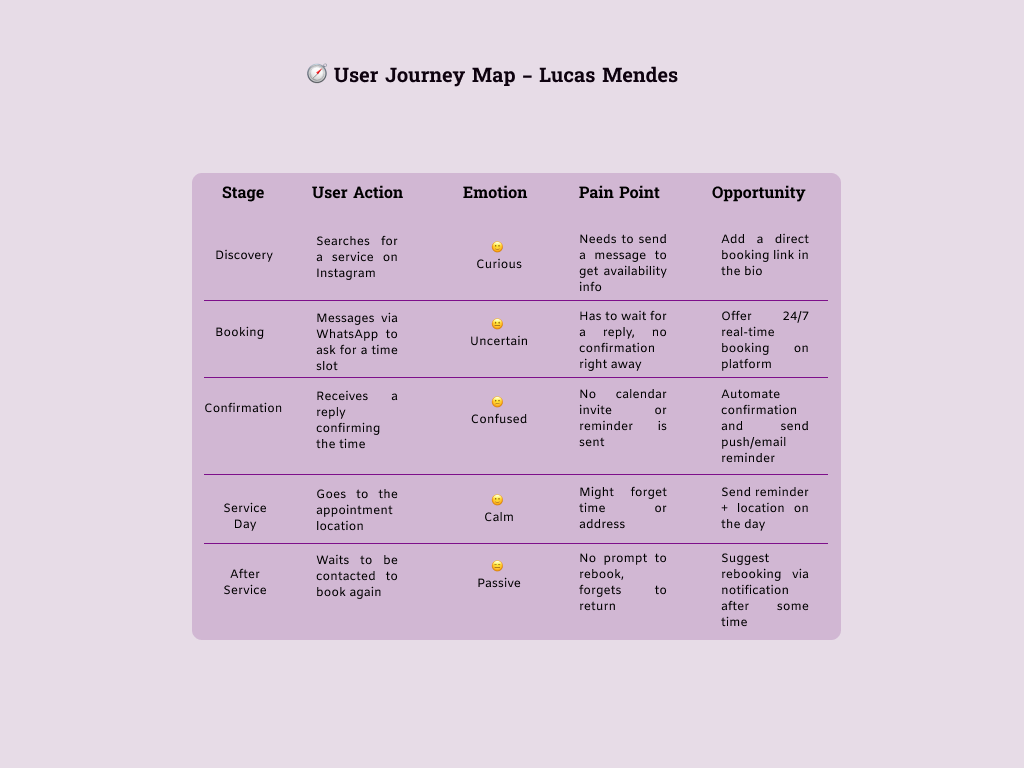 🧭 User Journey Map – Lucas Mendes
Stage
User Action
Emotion
Pain Point
Opportunity
Discovery
Searches for
a service on
Instagram
😐
Curious
Needs to send
a message to
get availability
info
Add a direct
booking link in
the bio
Booking
Messages via
WhatsApp to
ask for a time
slot
😐
Uncertain
Has to wait for
a reply, no
confirmation
right away
Offer 24/7
real-time
booking on
platform
Confirmation
Receives a
reply
confirming
the time
😐
Confused
No calendar
invite or
reminder is
sent
Automate
confirmation
and send
push/email
reminder
Service
Day
Goes to the
appointment
location
😐
Calm
Might forget
time or
address
Send reminder
+ location on
the day
After
Service
Waits to be
contacted to
book again
😑
Passive
No prompt to
rebook,
forgets to
return
Suggest
rebooking via
notification
after some
time